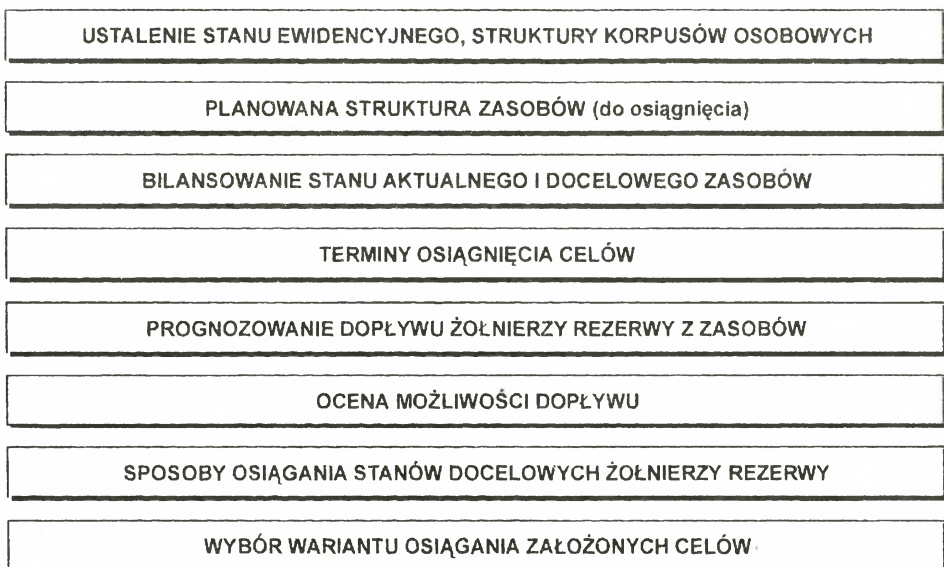 USTALENIE STANU EWIDENCYJNEGO, STRUKTURY KORPUSÓW OSOBOWYCH
PLANOWANA STRUKTURA ZASOBÓW (do osiągnięcia)
BILANSOWANIE STANU AKTUALNEGO I DOCELOWEGO ZASOBÓW
TERMINY OSIĄGNIĘCIA CELÓW
PROGNOZOWANIE DOPŁYWU ŻOŁNIERZY REZERWY Z ZASOBÓW
OCENA MOŻLIWOŚCI DOPŁYWU
SPOSOBY OSIĄGANIA STANÓW DOCELOWYCH ŻOŁNIERZY REZERWY
WYBÓR WARIANTU OSIĄGANIA ZAŁOŻONYCH CELÓW